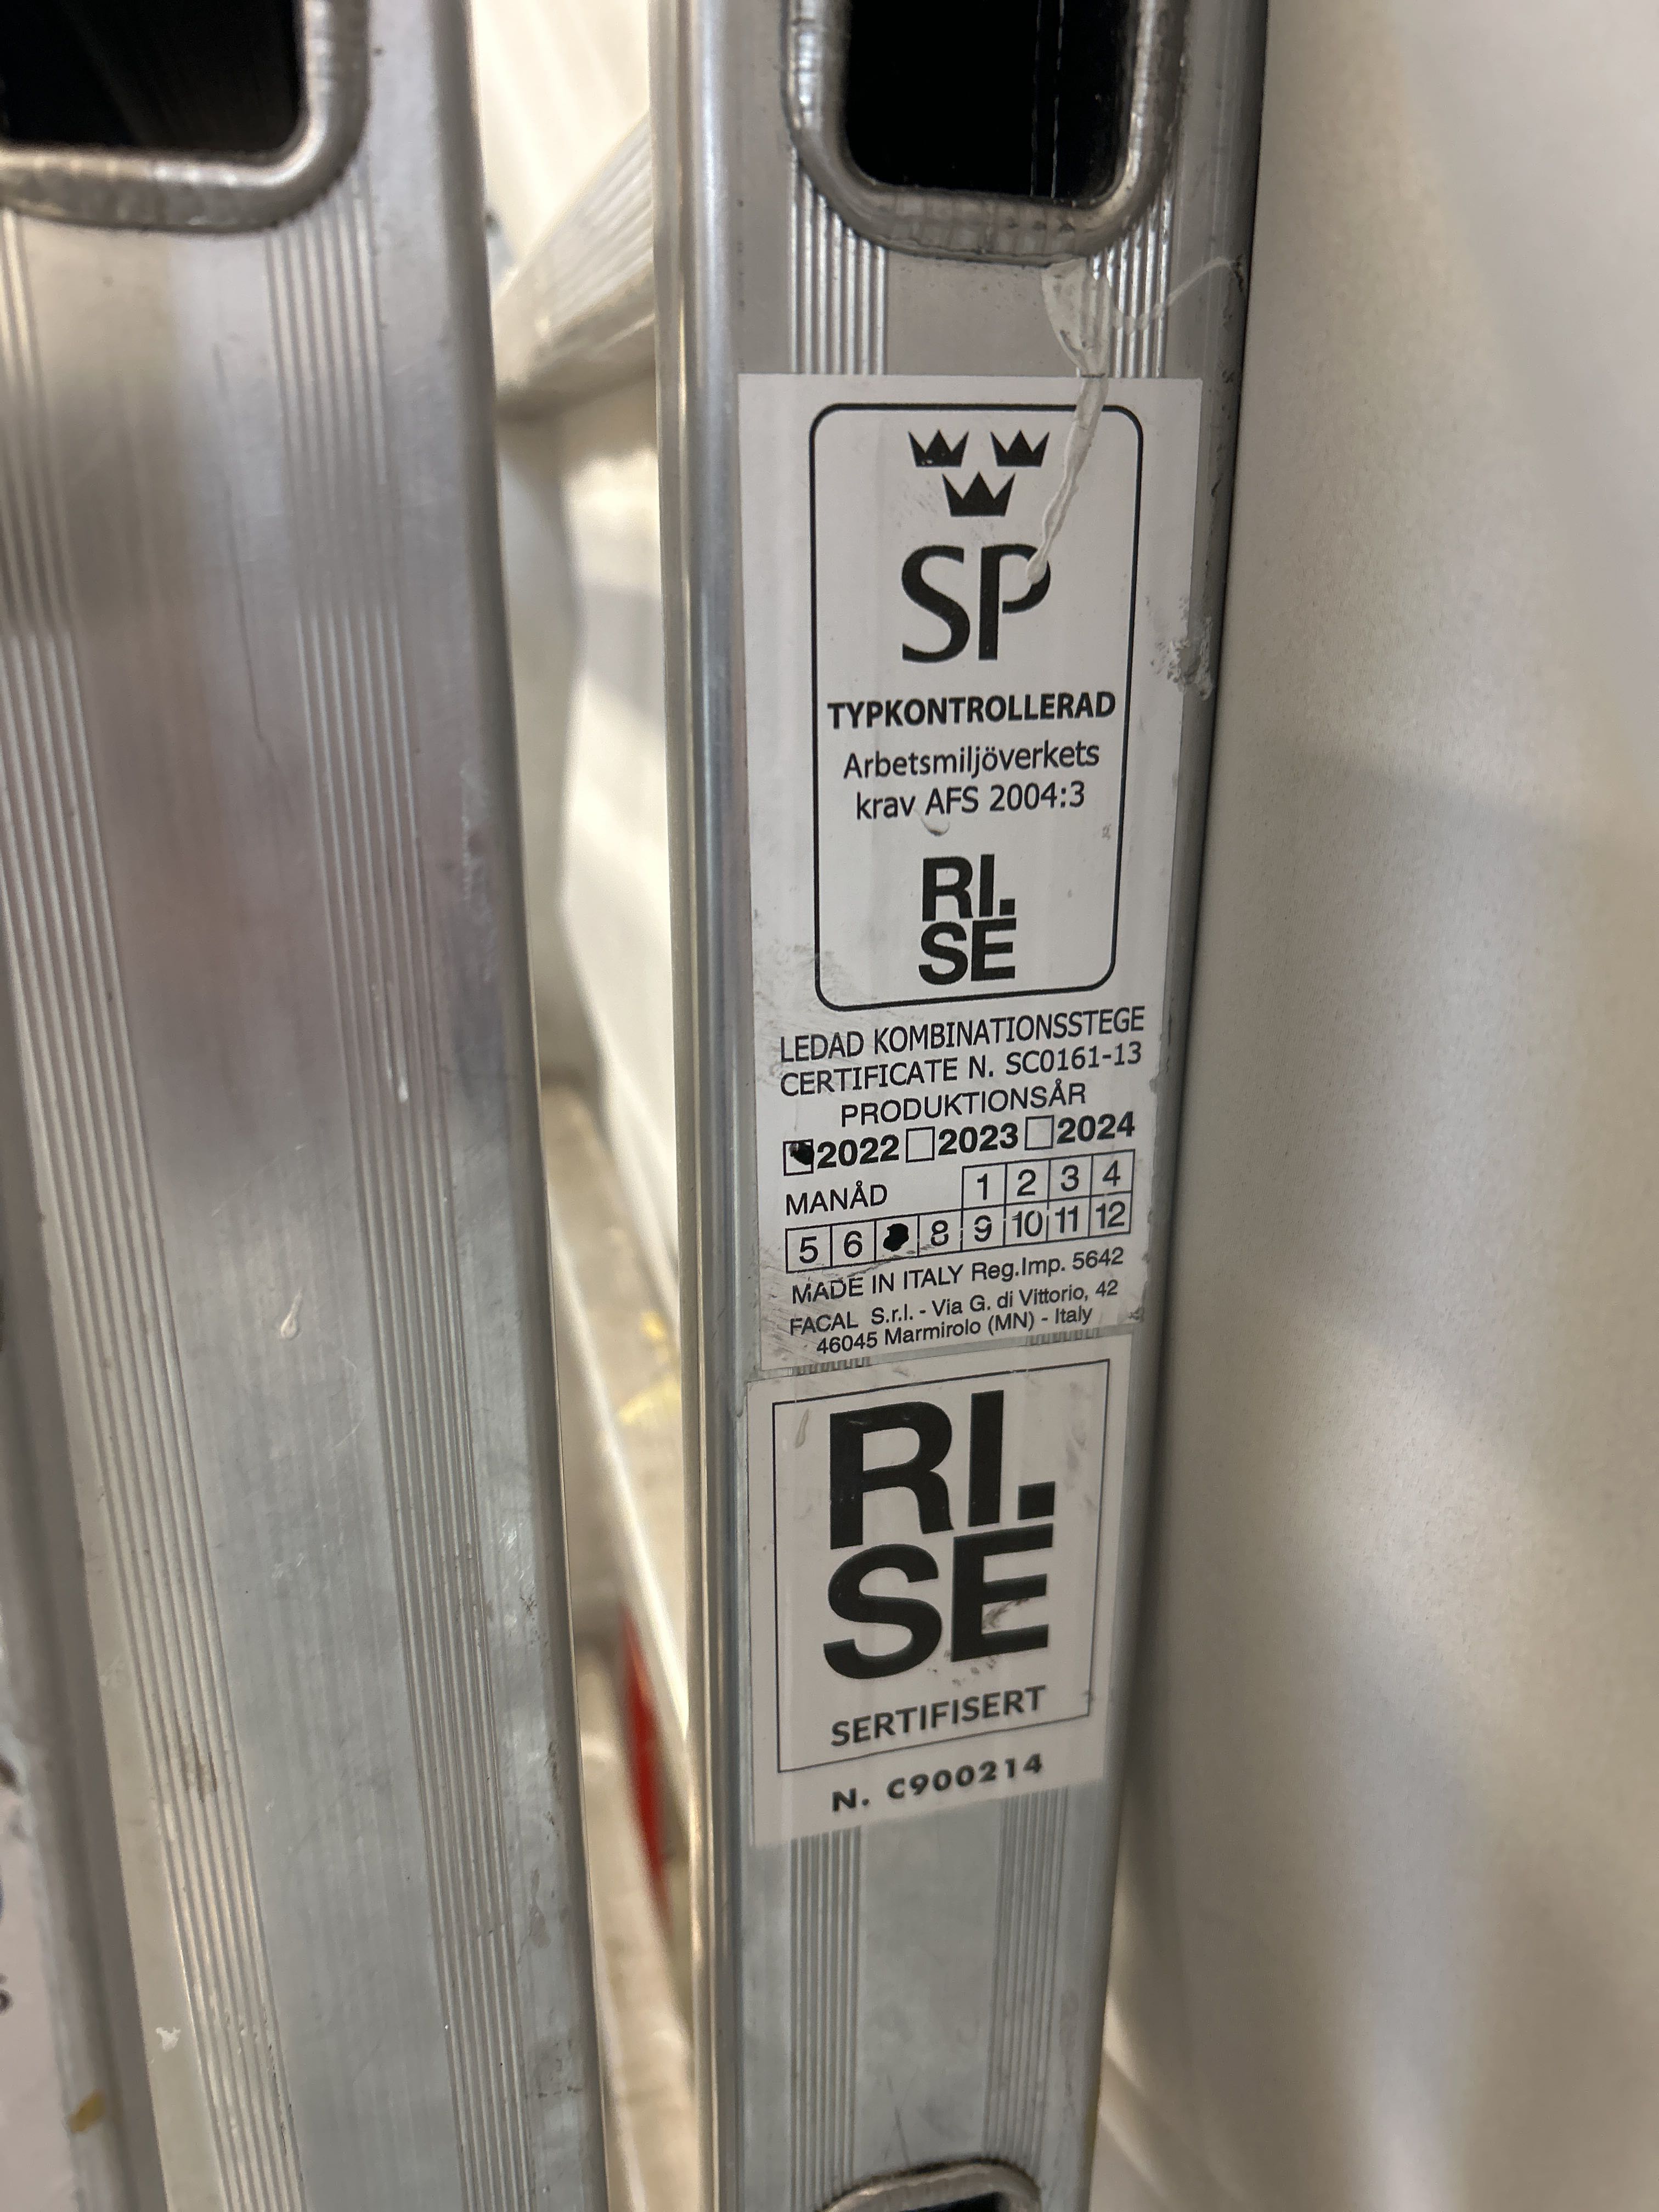 SP
TYPKONTROLLERAD
Arbetsmiljöverkets
krav AFS 2004:3
RI.
SE
LEDAD KOMBINATIONSSTEGE
CERTIFICATE N. SC0161-13
PRODUKTIONSÅR
2022 2023 2024
MANÅD 1 2 3 4
5 6 8 9 10 11 12
MADE IN ITALY Reg.Imp. 5642
FACAL S.r.l. - Via G. di Vittorio, 42
46045 Marmirolo (MN) - Italy
RI.
SE
SERTIFISERT
N. C900214